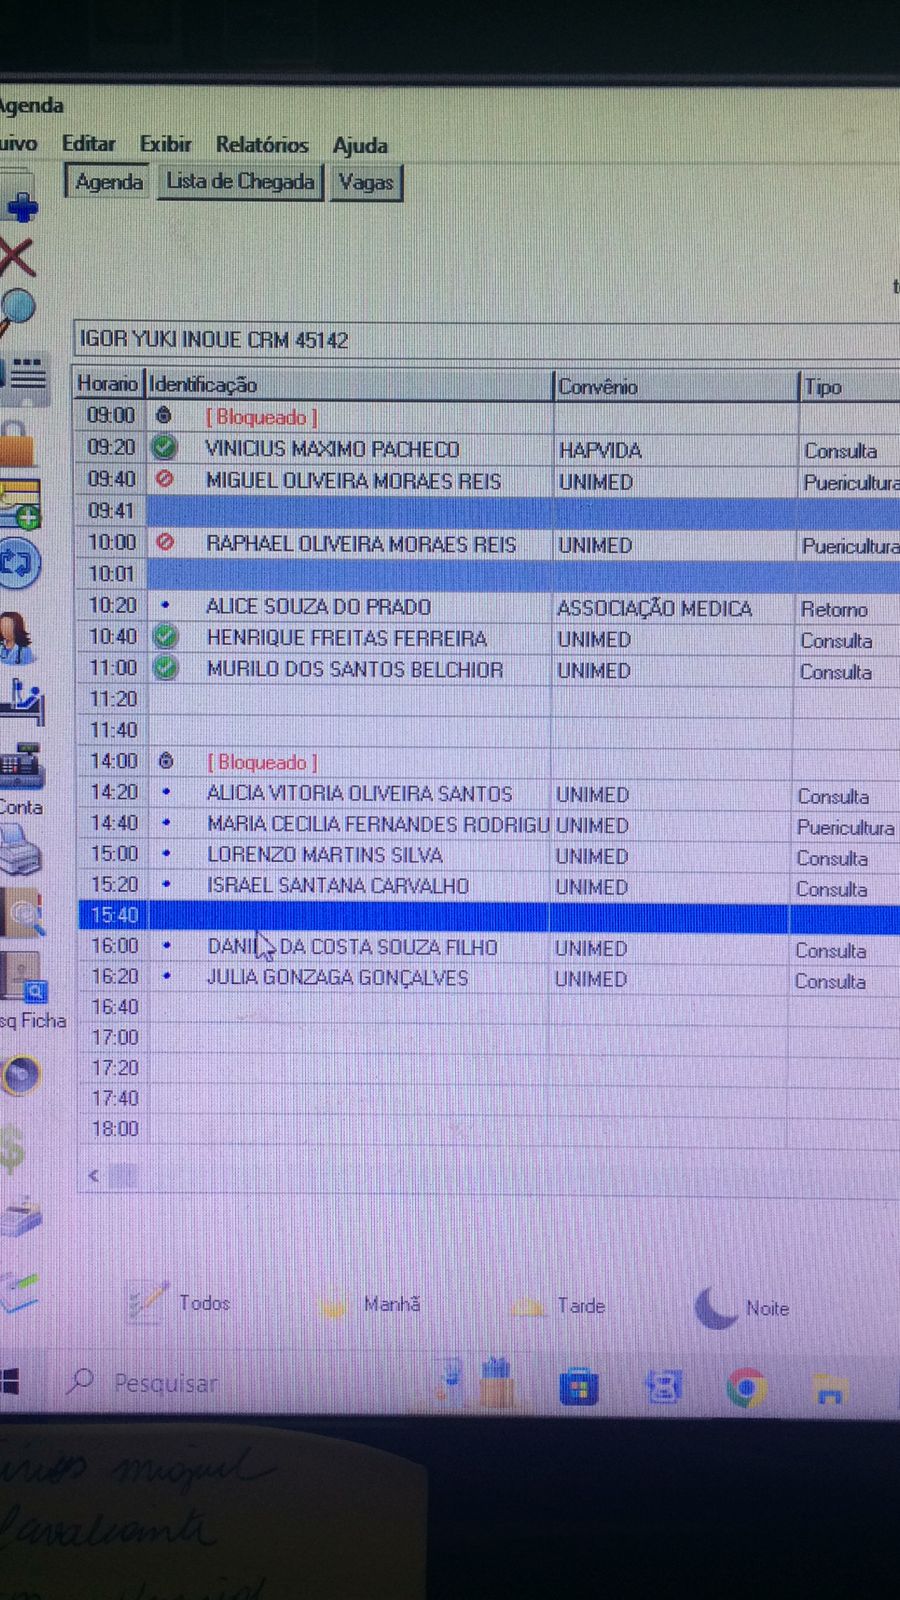 Agenda
uivo Editar Exibir Relatórios Ajuda
Agenda Lista de Chegada Vagas
IGOR YUKI INOUE CRM 45142
Horario Identificação Convênio Tipo
09:00 [ Bloqueado ]
09:20 VINICIUS MAXIMO PACHECO HAPVIDA Consulta
09:40 MIGUEL OLIVEIRA MORAES REIS UNIMED Puericultura
09:41
10:00 RAPHAEL OLIVEIRA MORAES REIS UNIMED Puericultura
10:01
10:20 ALICE SOUZA DO PRADO ASSOCIAÇÃO MEDICA Retorno
10:40 HENRIQUE FREITAS FERREIRA UNIMED Consulta
11:00 MURILO DOS SANTOS BELCHIOR UNIMED Consulta
11:20
11:40
14:00 [ Bloqueado ]
14:20 ALICIA VITORIA OLIVEIRA SANTOS UNIMED Consulta
14:40 MARIA CECILIA FERNANDES RODRIGU UNIMED Puericultura
15:00 LORENZO MARTINS SILVA UNIMED Consulta
15:20 ISRAEL SANTANA CARVALHO UNIMED Consulta
15:40
16:00 DANI DA COSTA SOUZA FILHO UNIMED Consulta
16:20 JULIA GONZAGA GONÇALVES UNIMED Consulta
16:40
17:00
17:20
17:40
18:00
Conta
sq Ficha
Todos Manhã Tarde Noite
Pesquisar
miguel
Cavalcante